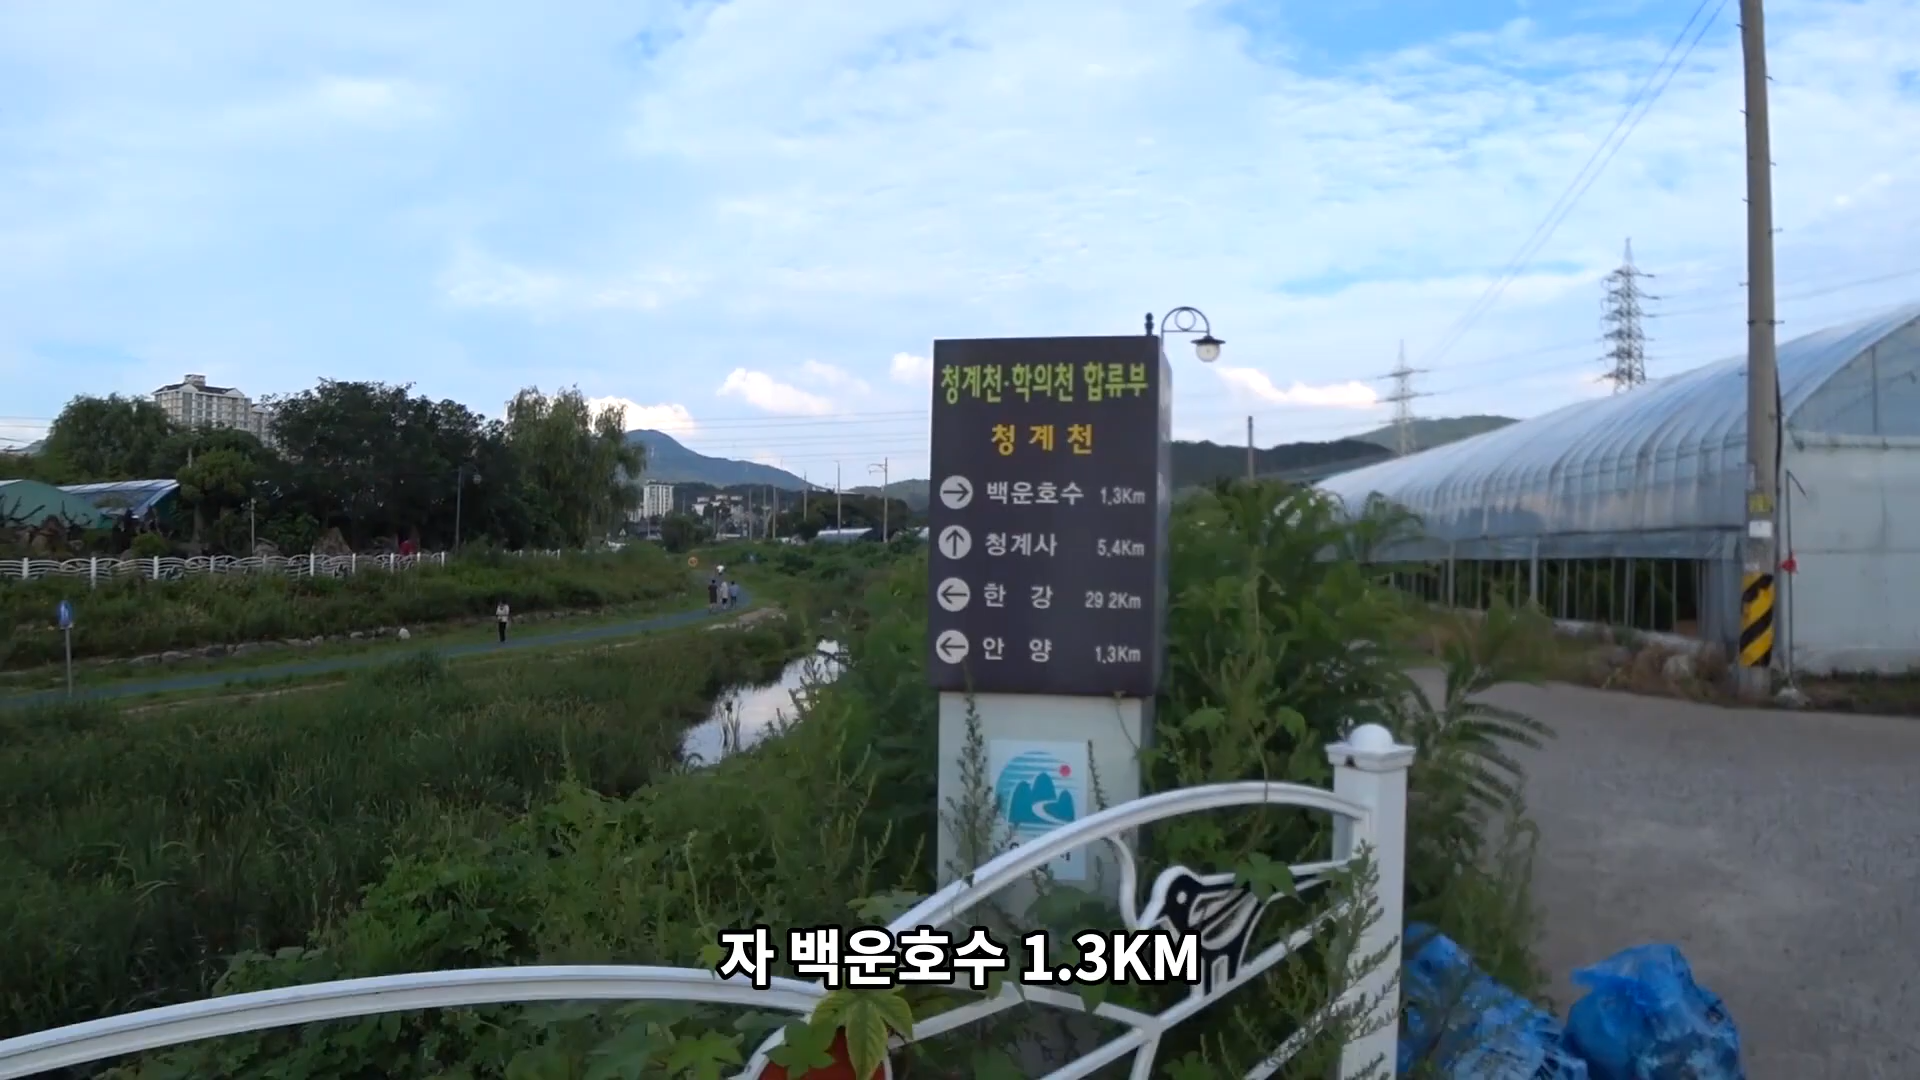 청계천·학의천 합류부
청계천
백운호수 1.3Km
청계사 5.4Km
한 강 29.2Km
안 양 1.3Km
자 백운호수 1.3KM